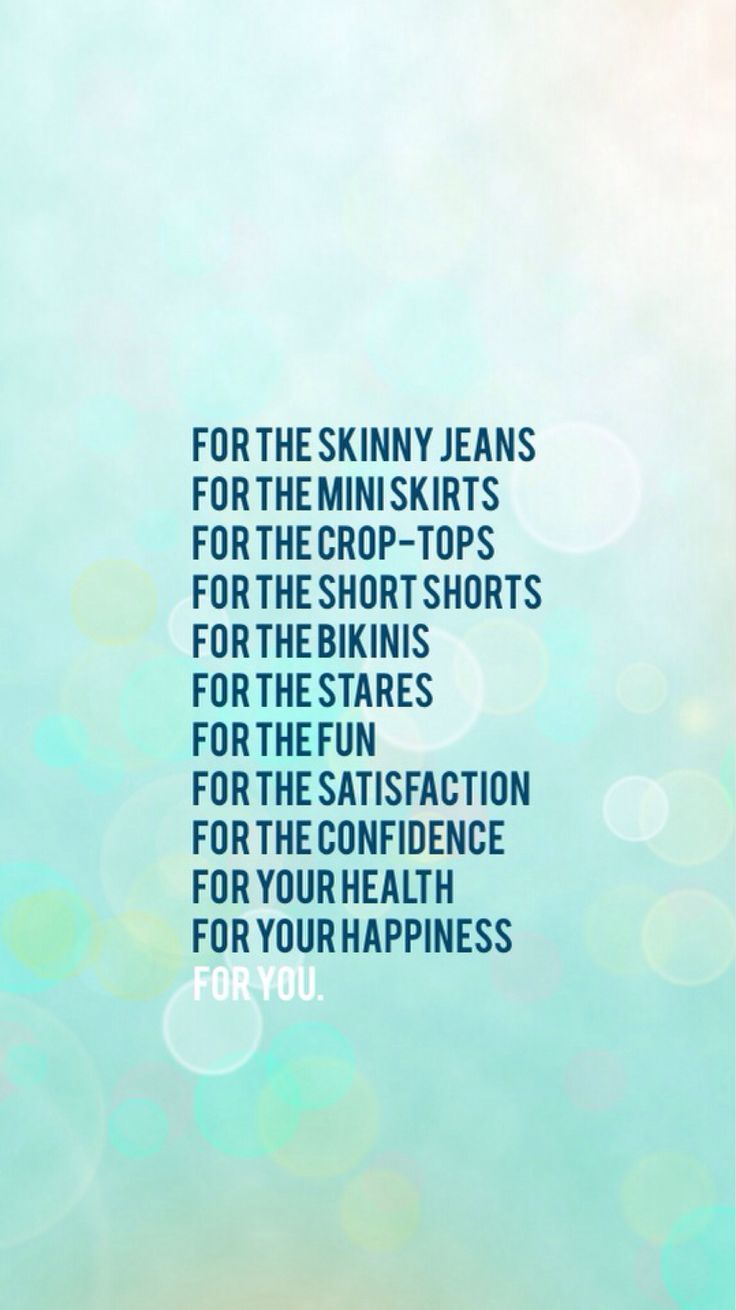 FOR THE SKINNY JEANS
FOR THE MINI SKIRTS
FOR THE CROP-TOPS
FOR THE SHORT SHORTS
FOR THE BIKINIS
FOR THE STARES
FOR THE FUN
FOR THE SATISFACTION
FOR THE CONFIDENCE
FOR YOUR HEALTH
FOR YOUR HAPPINESS
FOR YOU.